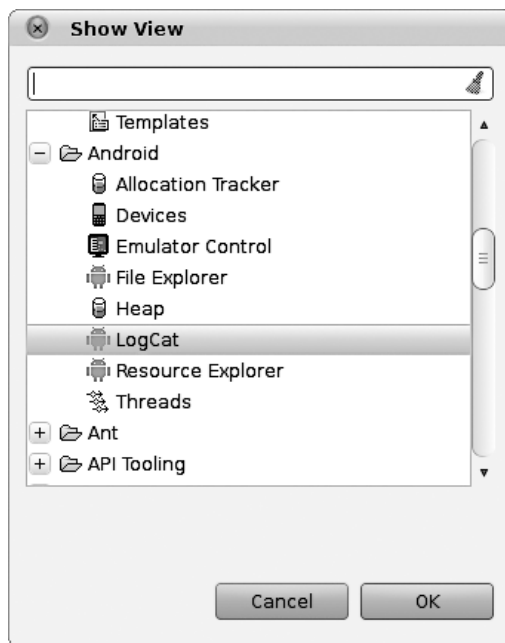 Show View
Templates
Android
Allocation Tracker
Devices
Emulator Control
File Explorer
Heap
LogCat
Resource Explorer
Threads
Ant
API Tooling
Cancel
OK